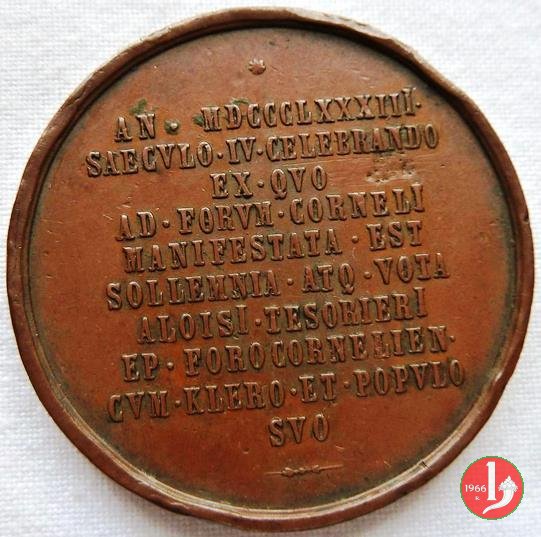 AN · MDCCCLXXXIII·
SAECVLO · IV · CELEBRANDO
EX · QVO
AD · FORVM · CORNELI
MANIFESTATA · EST
SOLLEMNIA · ATQ · VOTA
ALOISI · TESORIERI
EP · FOROCORNELIEN·
CVM · KLERO · ET · POPVLO
SVO
1966
R